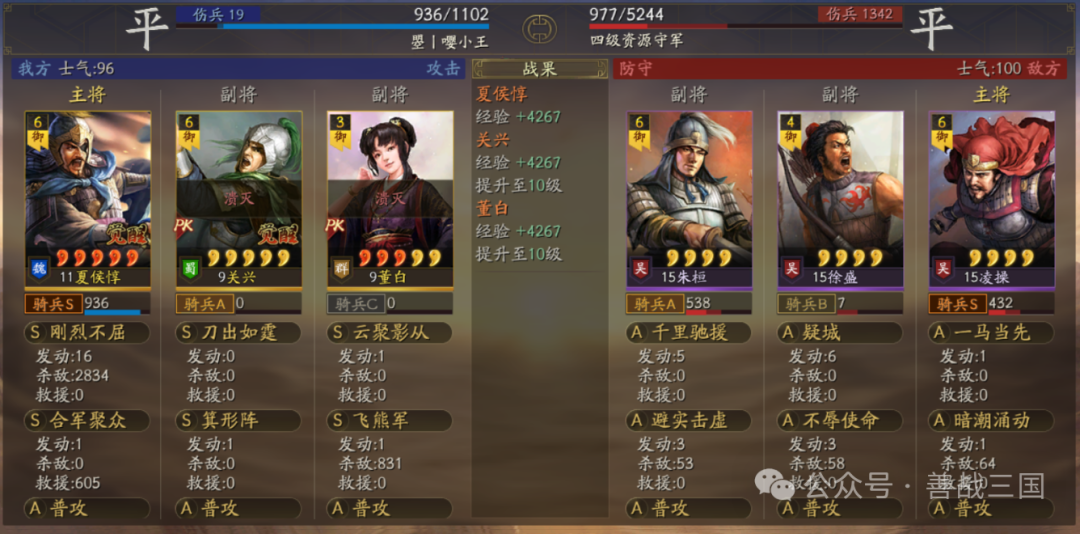 平
伤兵 19
936/1102
曌丨嘤小王
977/5244
伤兵 1342
四级资源守军
平
我方 士气:96
攻击
战果
防守
士气:100 敌方
主将
副将
副将
副将
副将
主将
夏侯惇
经验 +4267
关兴
经验 +4267
提升至10级
董白
经验 +4267
提升至10级
6
御
觉醒
魏
11夏侯惇
骑兵S 936
6
御
溃灭
PK
觉醒
蜀
9关兴
骑兵A 0
3
御
溃灭
PK
群
9董白
骑兵C 0
6
御
吴
15朱桓
骑兵A 538
4
御
吴
15徐盛
骑兵B 7
6
御
吴
15凌操
骑兵S 432
S 刚烈不屈
发动:16
杀敌:2834
救援:0
S 合军聚众
发动:1
杀敌:0
救援:605
A 普攻
S 刀出如霆
发动:0
杀敌:0
救援:0
S 箕形阵
发动:1
杀敌:0
救援:0
A 普攻
S 云聚影从
发动:1
杀敌:0
救援:0
S 飞熊军
发动:1
杀敌:831
救援:0
A 普攻
A 千里驰援
发动:5
杀敌:0
救援:0
A 避实击虚
发动:3
杀敌:53
救援:0
A 普攻
A 疑城
发动:6
杀敌:0
救援:0
A 不辱使命
发动:3
杀敌:58
救援:0
A 普攻
A 一马当先
发动:1
杀敌:0
救援:0
A 暗潮涌动
发动:1
杀敌:64
救援:0
A 普攻
公众号·善战三国